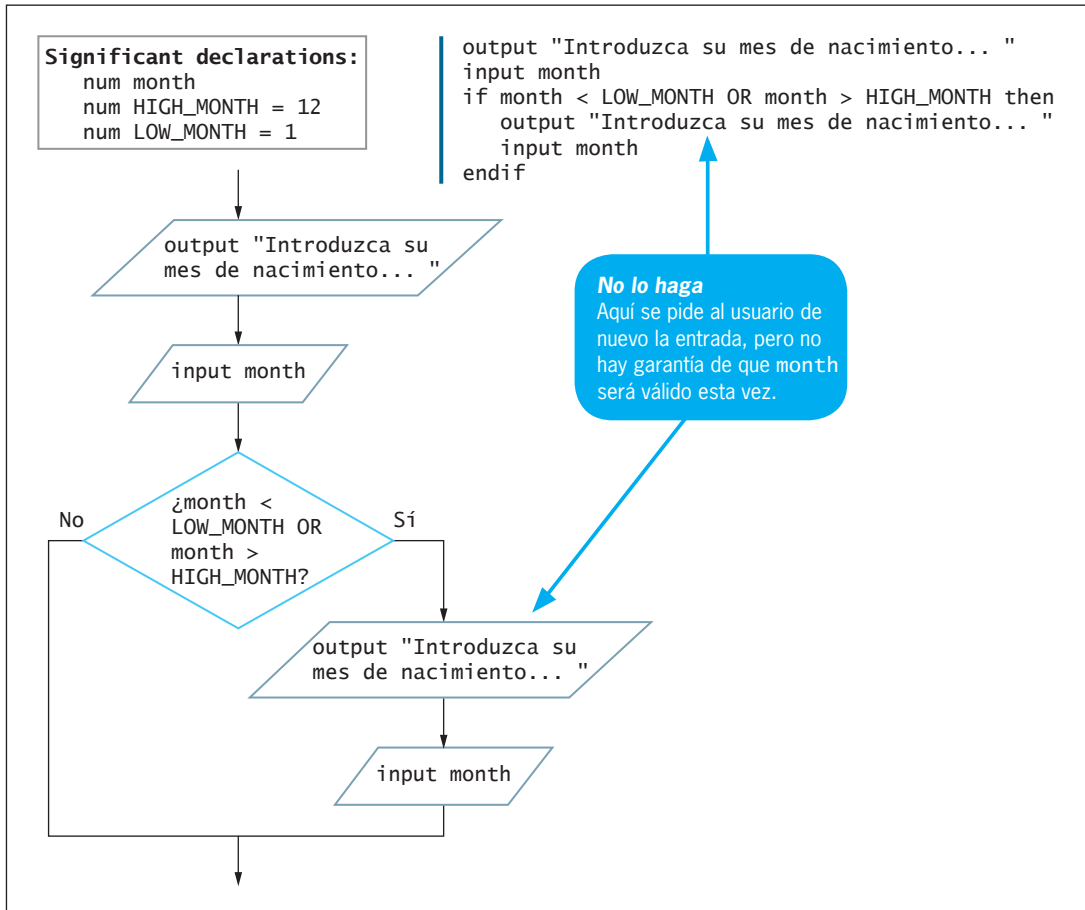 Significant declarations:
num month
num HIGH_MONTH = 12
num LOW_MONTH = 1
output "Introduzca su mes de nacimiento... "
input month
if month < LOW_MONTH OR month > HIGH_MONTH then
output "Introduzca su mes de nacimiento... "
input month
endif
output "Introduzca su
mes de nacimiento... "
input month
No lo haga
Aquí se pide al usuario de
nuevo la entrada, pero no
hay garantía de que month
será válido esta vez.
¿month <
LOW_MONTH OR
month >
HIGH_MONTH?
No
Sí
output "Introduzca su
mes de nacimiento... "
input month